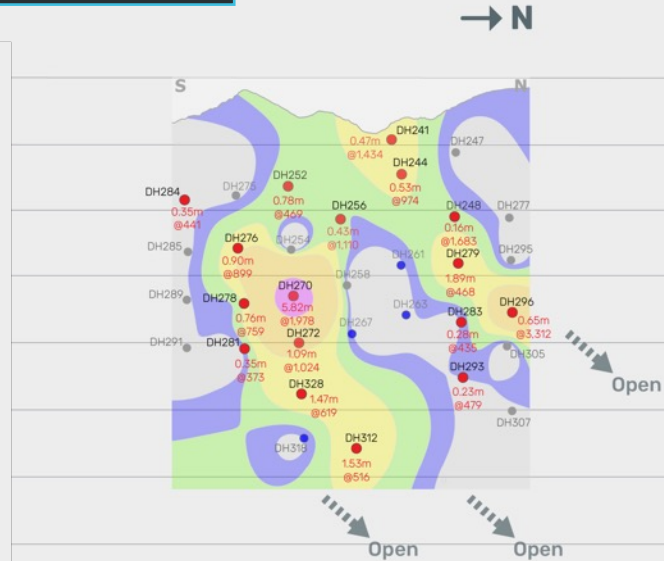 N
S
N
DH241
0.47m
@1,434
DH247
DH244
0.53m
@974
DH252
0.78m
@469
DH275
DH284
0.35m
@441
DH256
0.43m
@1,110
DH248
0.16m
@1,683
DH277
DH276
0.90m
@899
DH254
DH285
DH261
DH279
1.89m
@468
DH295
DH258
DH270
5.82m
@1,978
DH289
DH278
0.76m
@759
DH263
DH283
0.28m
@435
DH296
0.65m
@3,312
DH267
DH272
1.09m
@1,024
DH291
DH281
0.35m
@373
DH305
DH293
0.23m
@479
Open
DH328
1.47m
@619
DH307
DH318
DH312
1.53m
@516
Open
Open